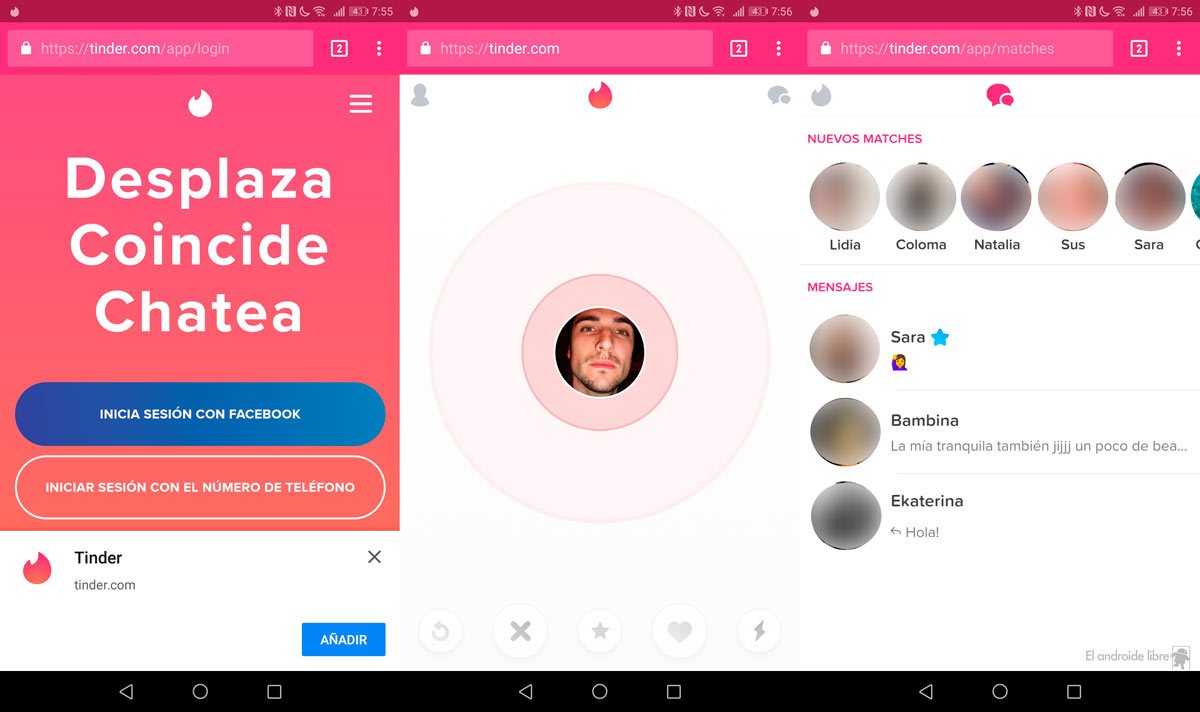 43 7:55
https://tinder.com/app/login
2
Desplaza
Coincide
Chatea
INICIA SESIÓN CON FACEBOOK
INICIAR SESIÓN CON EL NÚMERO DE TELÉFONO
Tinder
tinder.com
AÑADIR
43 7:56
https://tinder.com
2
43 7:56
https://tinder.com/app/matches
2
NUEVOS MATCHES
Lidia Coloma Natalia Sus Sara
MENSAJES
Sara
Bambina
La mía tranquila también jijjj un poco de bea...
Ekaterina
Hola!
El androide libre